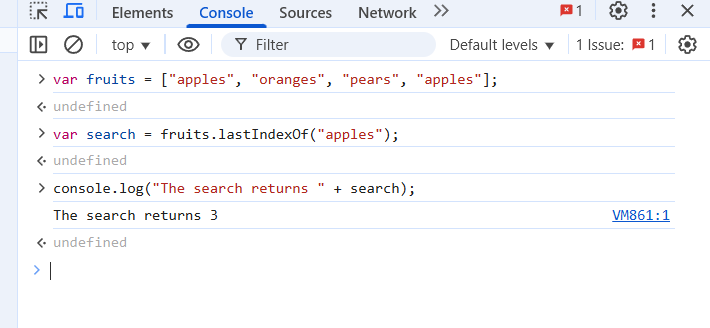 Elements Console Sources Network 1
top Filter Default levels 1 Issue: 1
> var fruits = ["apples", "oranges", "pears", "apples"];
undefined
> var search = fruits.lastIndexOf("apples");
undefined
> console.log("The search returns " + search);
The search returns 3 VM861:1
undefined
>